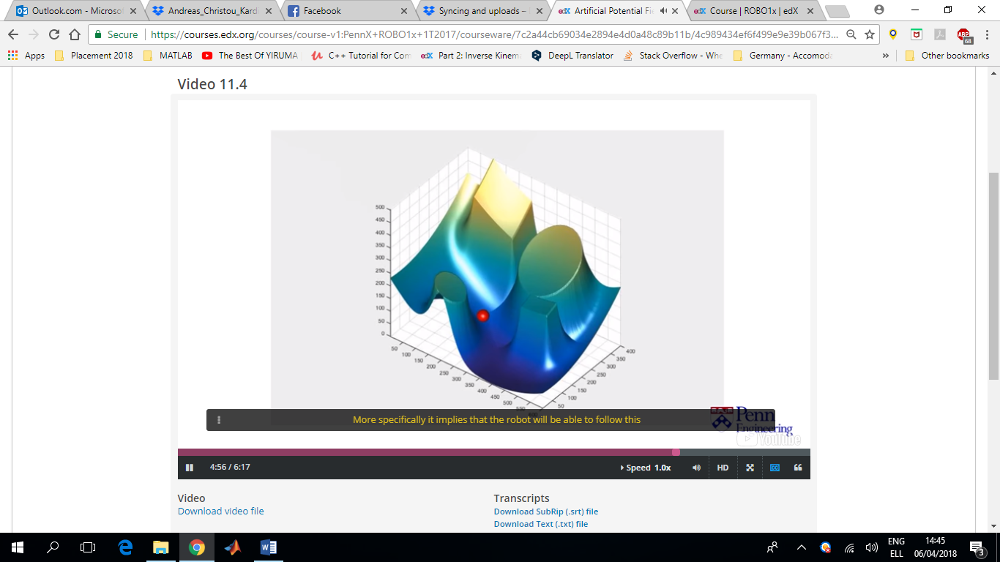 Outlook.com - Microso
Andreas_Christou_Kardi
Facebook
Syncing and uploads –
Artificial Potential Fie
Course | ROBO1x | edX
Secure
https://courses.edx.org/courses/course-v1:PennX+ROBO1x+1T2017/courseware/7c2a44cb69034e2894e4d0a48c89b11b/4c989434ef6f499e9e39b067f3...
ABP
68
Apps
Placement 2018
MATLAB
The Best Of YIRUMA
C++ Tutorial for Com
Part 2: Inverse Kinema
DeepL Translator
Stack Overflow - Whe
Germany - Accomoda
»
Other bookmarks
Video 11.4
500
450
400
350
300
250
200
150
100
50
0
50
100
150
200
250
300
350
400
450
500
50
100
150
200
250
300
350
400
More specifically it implies that the robot will be able to follow this
Penn
Engineering
YouTube
4:56 / 6:17
Speed 1.0x
HD
Video
Download video file
Transcripts
Download SubRip (.srt) file
Download Text (.txt) file
ENG
ELL
14:45
06/04/2018
3